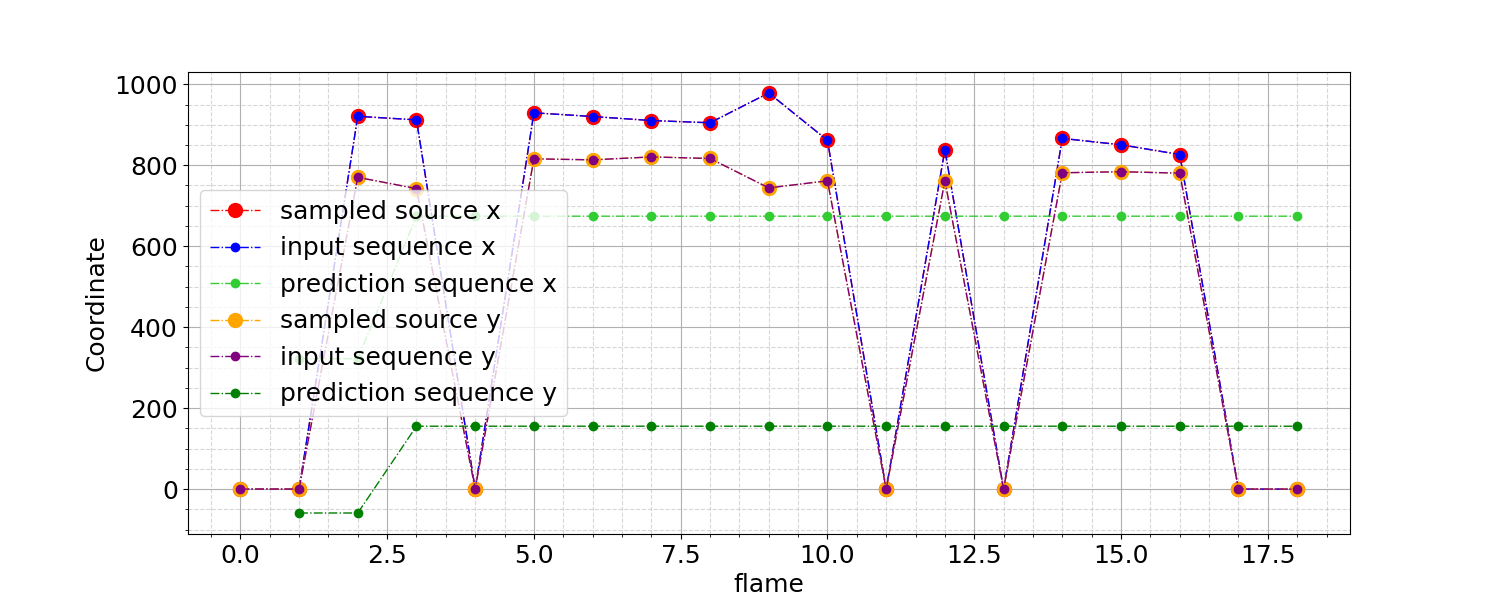 1000
800
600
400
200
0
Coordinate
sampled source x
input sequence x
prediction sequence x
sampled source y
input sequence y
prediction sequence y
0.0 2.5 5.0 7.5 10.0 12.5 15.0 17.5
flame